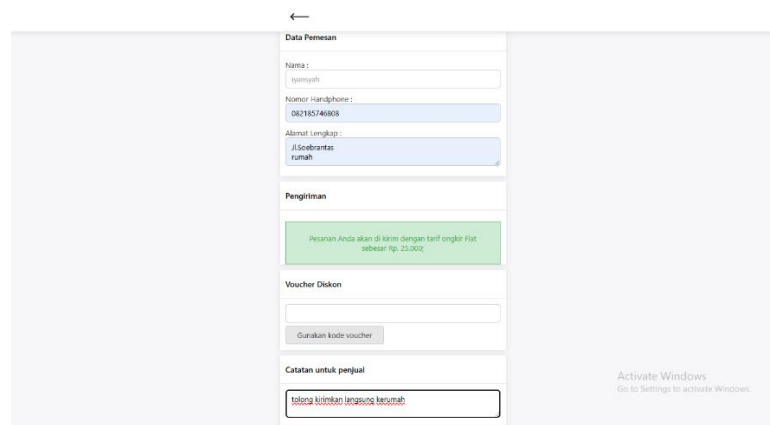 Data Pemesan
Nama :
iyansyah
Nomor Handphone :
082185746808
Alamat Lengkap :
Jl.Soebrantas
rumah
Pengiriman
Pesanan Anda akan di kirim dengan tarif ongkir Flat
sebesar Rp. 25.000;
Voucher Diskon
Gunakan kode voucher
Catatan untuk penjual
tolong kirimkan langsung kerumah
Activate Windows
Go to Settings to activate Windows.